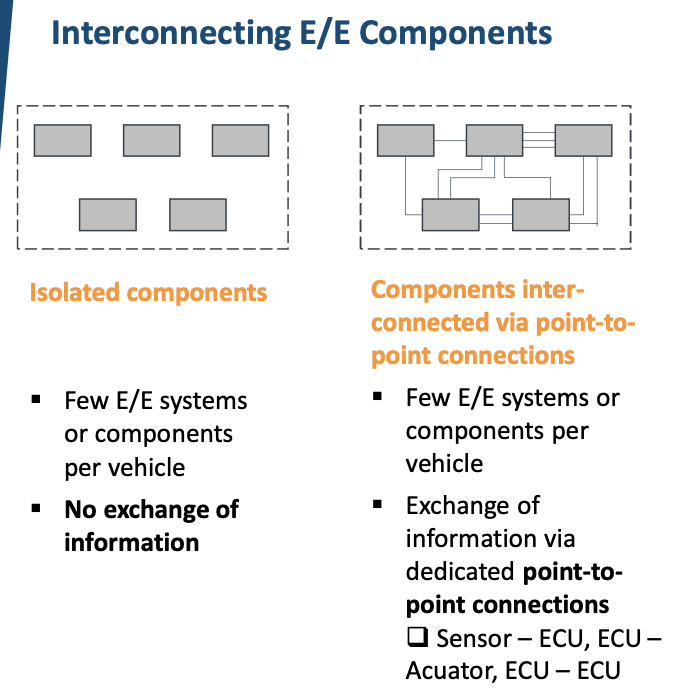 Interconnecting E/E Components
Isolated components
▪ Few E/E systems
or components
per vehicle
▪ No exchange of
information
Components inter-
connected via point-to-
point connections
▪ Few E/E systems or
components per
vehicle
▪ Exchange of
information via
dedicated point-to-
point connections
❑ Sensor – ECU, ECU –
Acuator, ECU – ECU